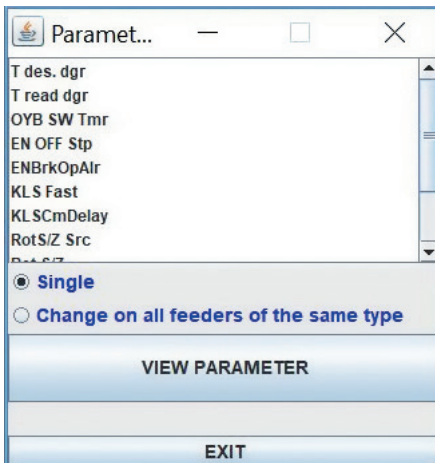 Paramet...
T des. dgr
T read dgr
OYB SW Tmr
EN OFF Stp
ENBrkOpAlr
KLS Fast
KLSCmDelay
RotS/Z Src
Single
Change on all feeders of the same type
VIEW PARAMETER
EXIT